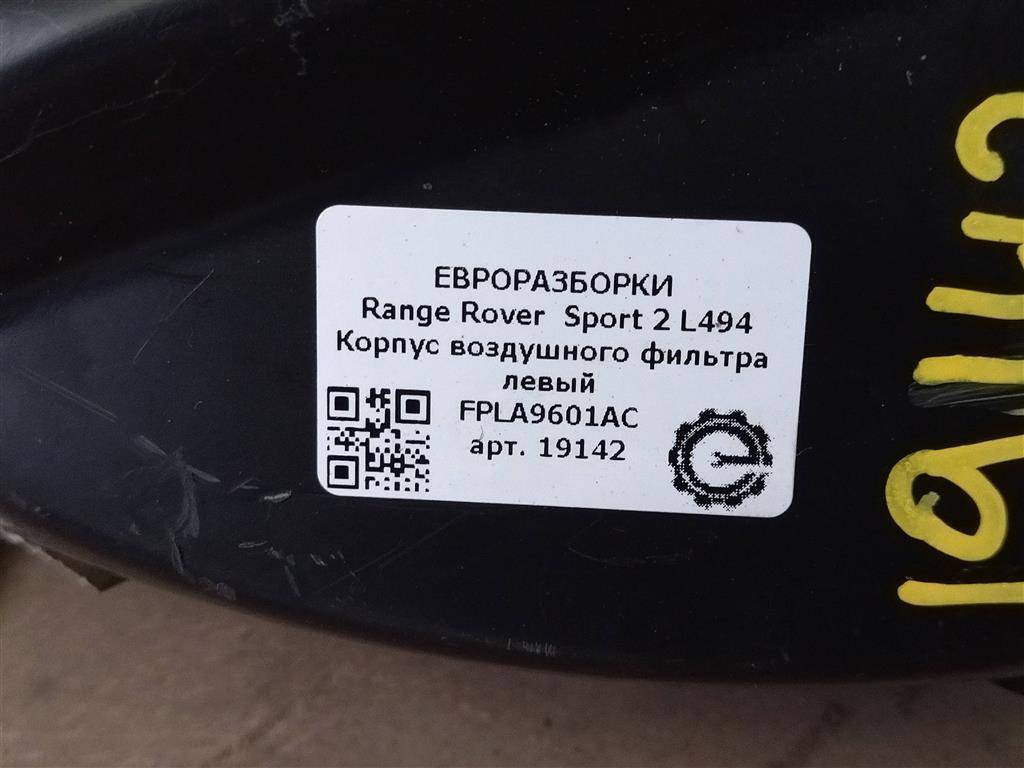 ЕВРОРАЗБОРКИ
Range Rover Sport 2 L494
Корпус воздушного фильтра
левый
FPLA9601AC
арт. 19142
19142